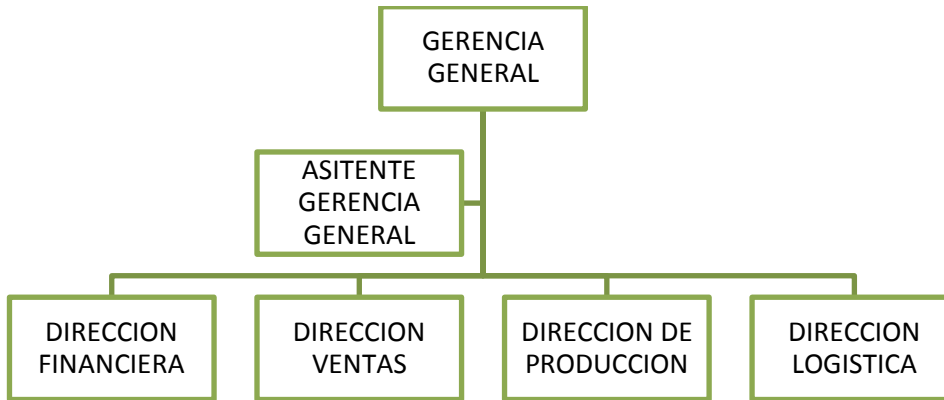 GERENCIA
GENERAL
ASITENTE
GERENCIA
GENERAL
DIRECCION
FINANCIERA
DIRECCION
VENTAS
DIRECCION DE
PRODUCCION
DIRECCION
LOGISTICA